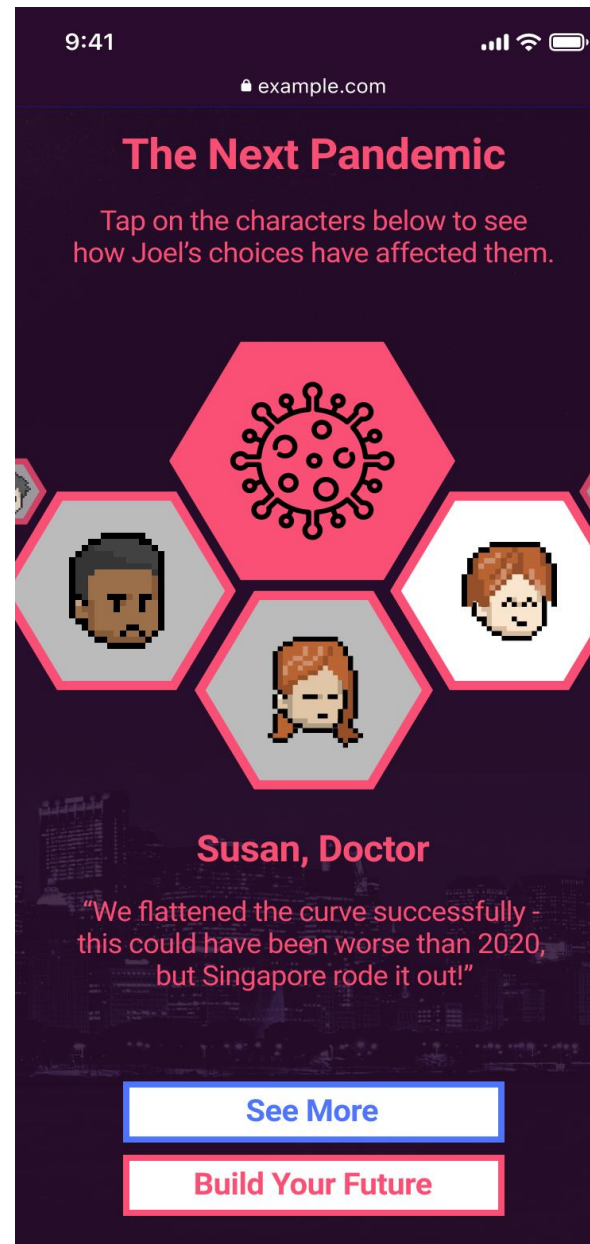 9:41
example.com
The Next Pandemic
Tap on the characters below to see
how Joel’s choices have affected them.
Susan, Doctor
“We flattened the curve successfully -
this could have been worse than 2020,
but Singapore rode it out!”
See More
Build Your Future